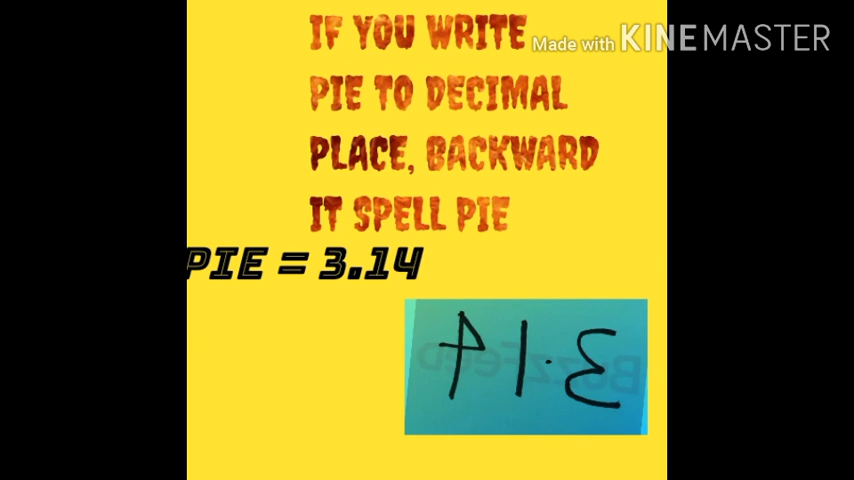 IF YOU WRITE
Made with KINEMASTER
PIE TO DECIMAL
PLACE, BACKWARD
IT SPELL PIE
PIE = 3.14
3.14
BuzzFeed